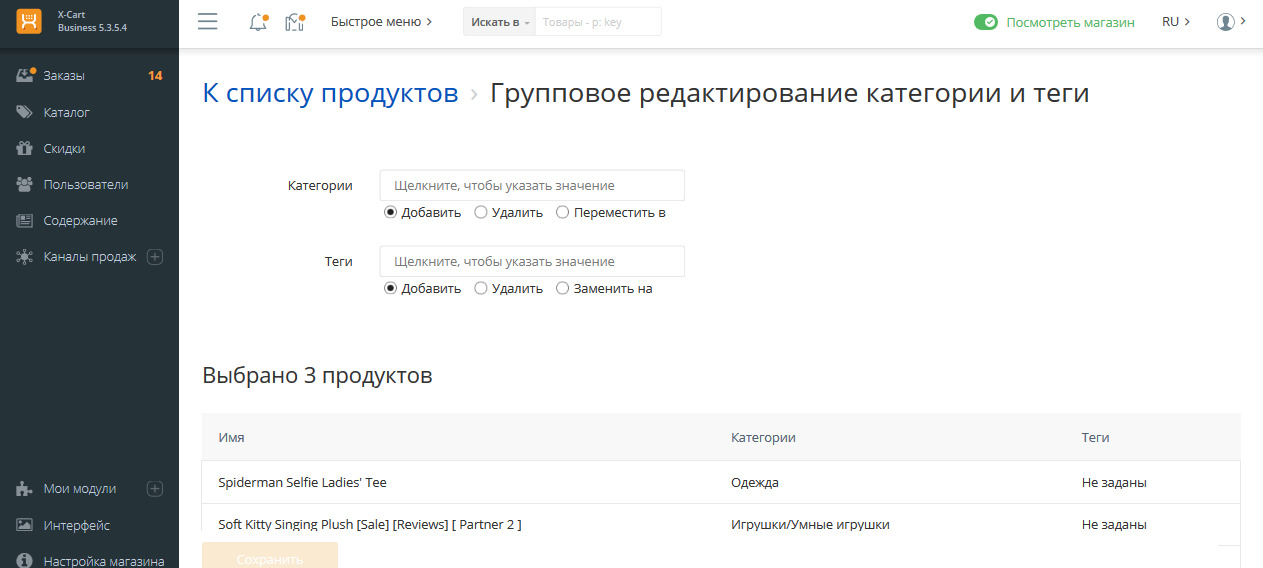 X-Cart
Business 5.3.5.4
Быстрое меню
Искать в
Товары - p: key
Посмотреть магазин
RU
Заказы 14
Каталог
Скидки
Пользователи
Содержание
Каналы продаж
Мои модули
Интерфейс
Настройка магазина
К списку продуктов › Групповое редактирование категории и теги
Категории
Щелкните, чтобы указать значение
Добавить Удалить Переместить в
Теги
Щелкните, чтобы указать значение
Добавить Удалить Заменить на
Выбрано 3 продуктов
Имя Категории Теги
Spiderman Selfie Ladies' Tee Одежда Не заданы
Soft Kitty Singing Plush [Sale] [Reviews] [ Partner 2 ] Игрушки/Умные игрушки Не заданы
Сохранить